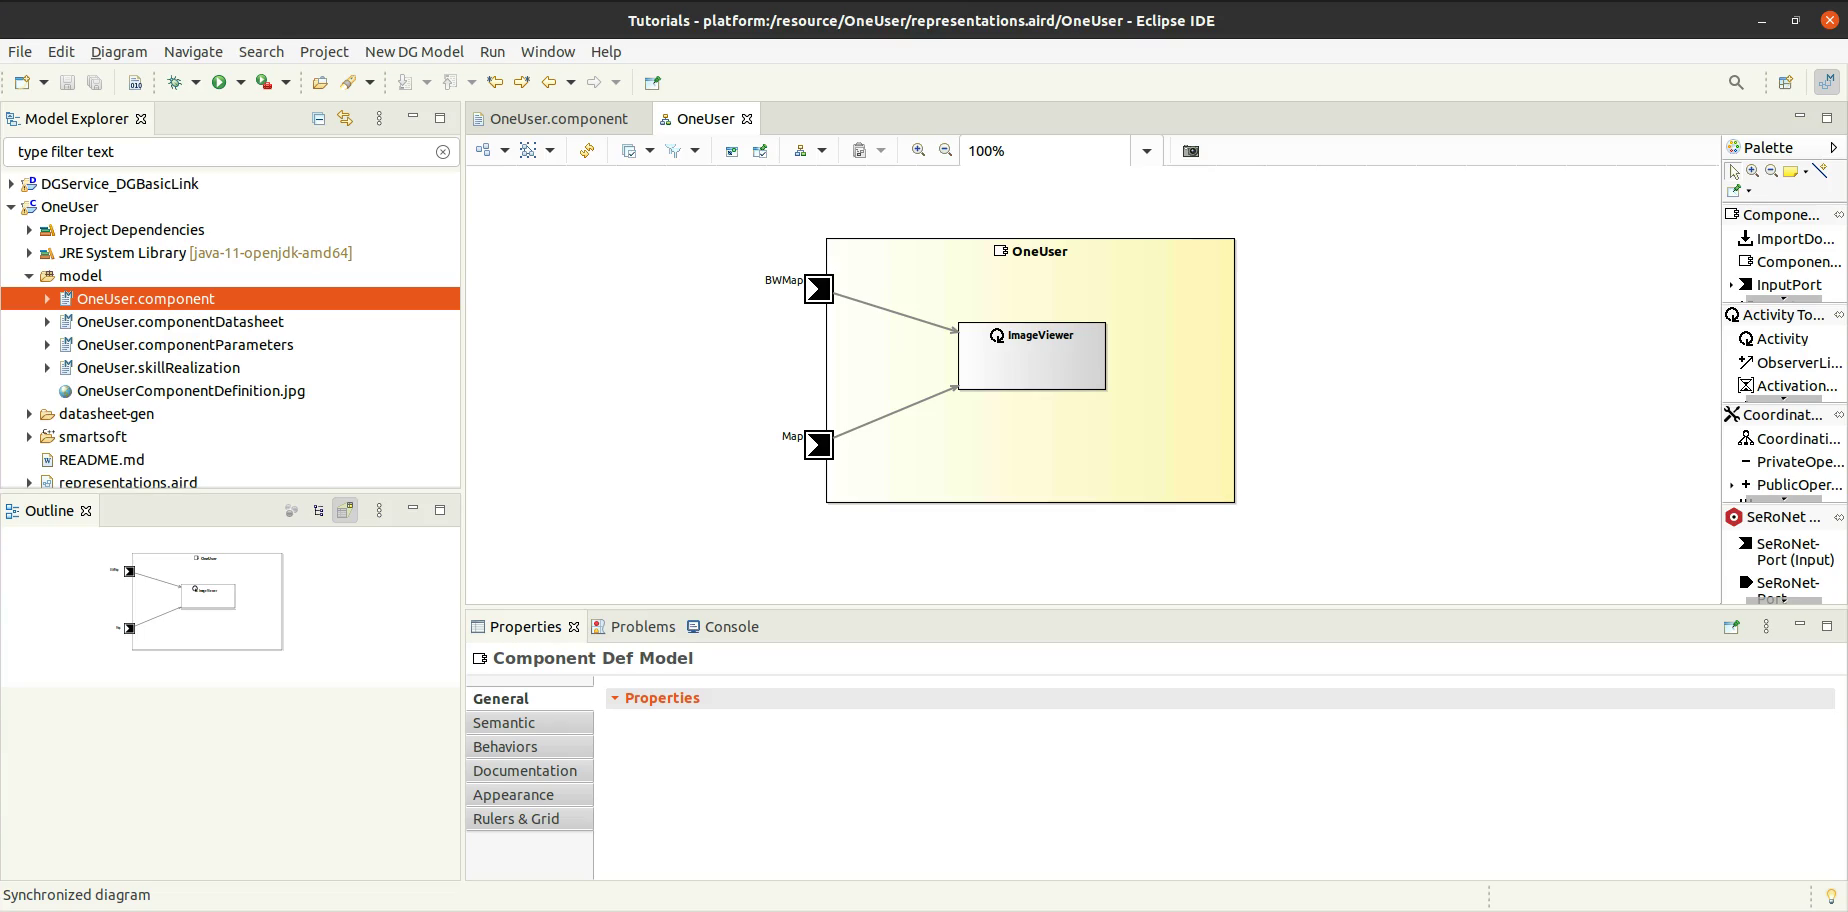 Tutorials - platform:/resource/OneUser/representations.aird/OneUser - Eclipse IDE
File Edit Diagram Navigate Search Project New DG Model Run Window Help
Model Explorer
type filter text
DGService_DGBasicLink
OneUser
Project Dependencies
JRE System Library [java-11-openjdk-amd64]
model
OneUser.component
OneUser.componentDatasheet
OneUser.componentParameters
OneUser.skillRealization
OneUserComponentDefinition.jpg
datasheet-gen
smartsoft
README.md
representations.aird
Outline
OneUser.component OneUser
100%
OneUser
BWMap
ImageViewer
Map
Palette
Compone...
ImportDo...
Componen...
InputPort
Activity To...
Activity
ObserverLi...
Activation...
Coordinat...
Coordinati...
PrivateOpe...
PublicOper...
SeRoNet ...
SeRoNet-
Port (Input)
SeRoNet-
Port
Properties Problems Console
Component Def Model
General
Semantic
Behaviors
Documentation
Appearance
Rulers & Grid
Properties
Synchronized diagram